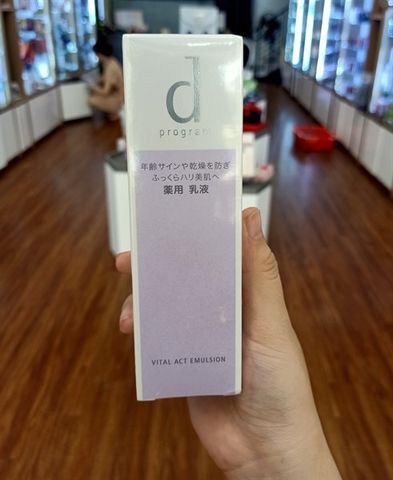 d
program
年齢サインや乾燥を防ぎ
ふっくらハリ美肌へ
薬用 乳液
VITAL ACT EMULSION